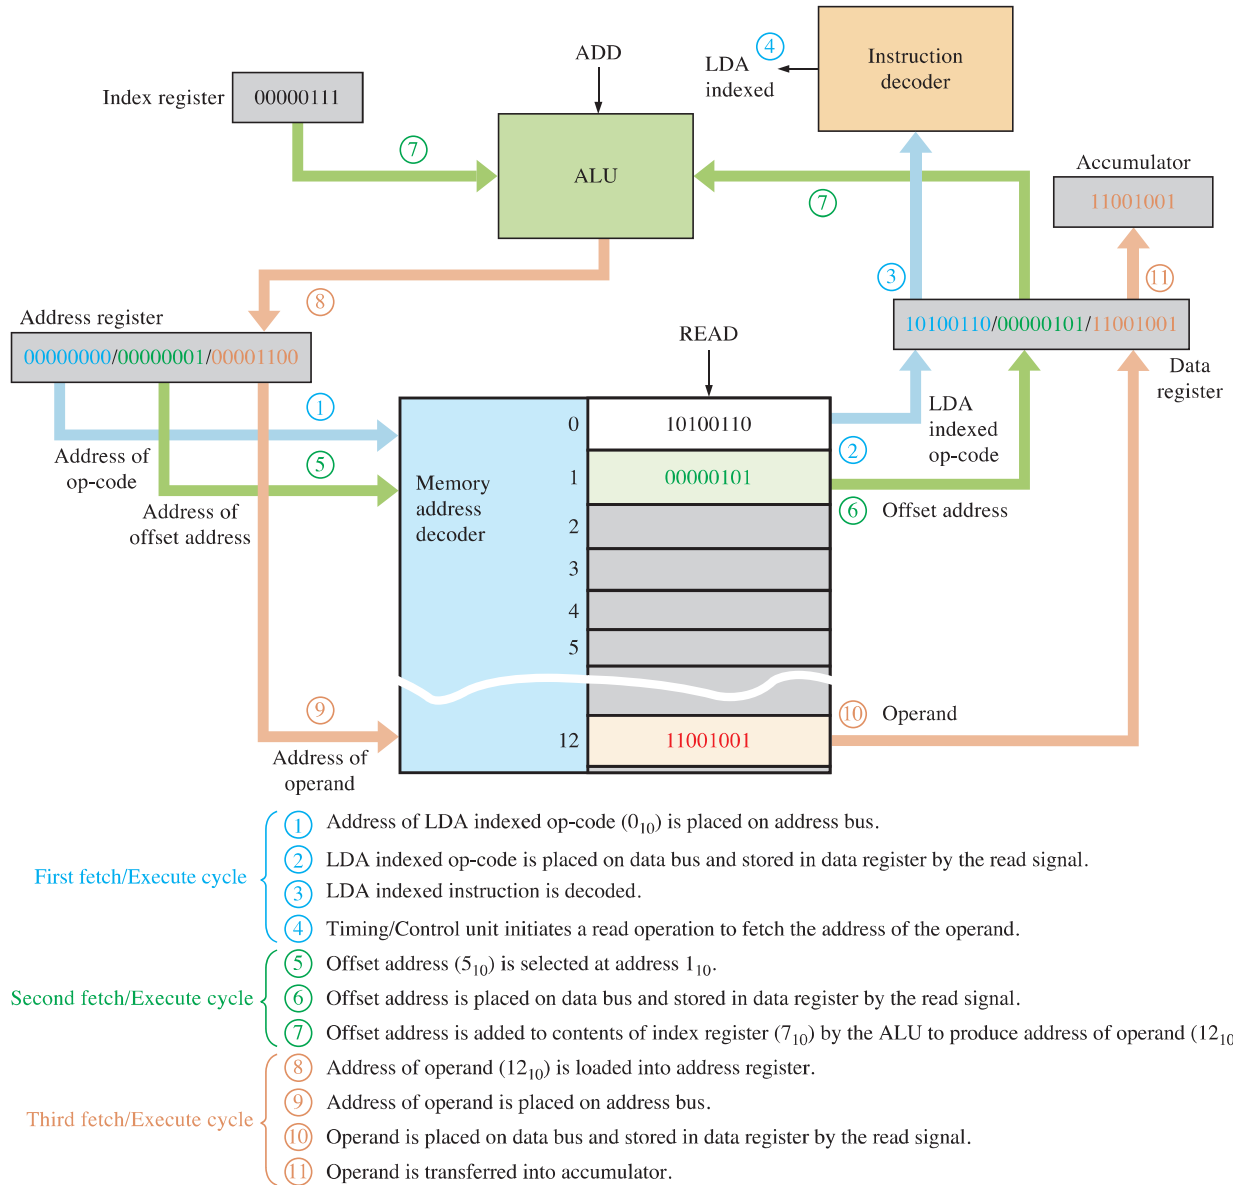 ADD
Index register
00000111
ALU
7
7
LDA
indexed
4
Instruction
decoder
Accumulator
11001001
3
11
8
Address register
00000000/00000001/00001100
10100110/00000101/11001001
Data
register
READ
1
Address of
op-code
5
Address of
offset address
9
Address of
operand
Memory
address
decoder
0
10100110
1
00000101
2
3
4
5
12
11001001
2
LDA
indexed
op-code
6
Offset address
10
Operand
First fetch/Execute cycle
1 Address of LDA indexed op-code (0₁₀) is placed on address bus.
2 LDA indexed op-code is placed on data bus and stored in data register by the read signal.
3 LDA indexed instruction is decoded.
4 Timing/Control unit initiates a read operation to fetch the address of the operand.
Second fetch/Execute cycle
5 Offset address (5₁₀) is selected at address 1₁₀.
6 Offset address is placed on data bus and stored in data register by the read signal.
7 Offset address is added to contents of index register (7₁₀) by the ALU to produce address of operand (12₁₀
Third fetch/Execute cycle
8 Address of operand (12₁₀) is loaded into address register.
9 Address of operand is placed on address bus.
10 Operand is placed on data bus and stored in data register by the read signal.
11 Operand is transferred into accumulator.